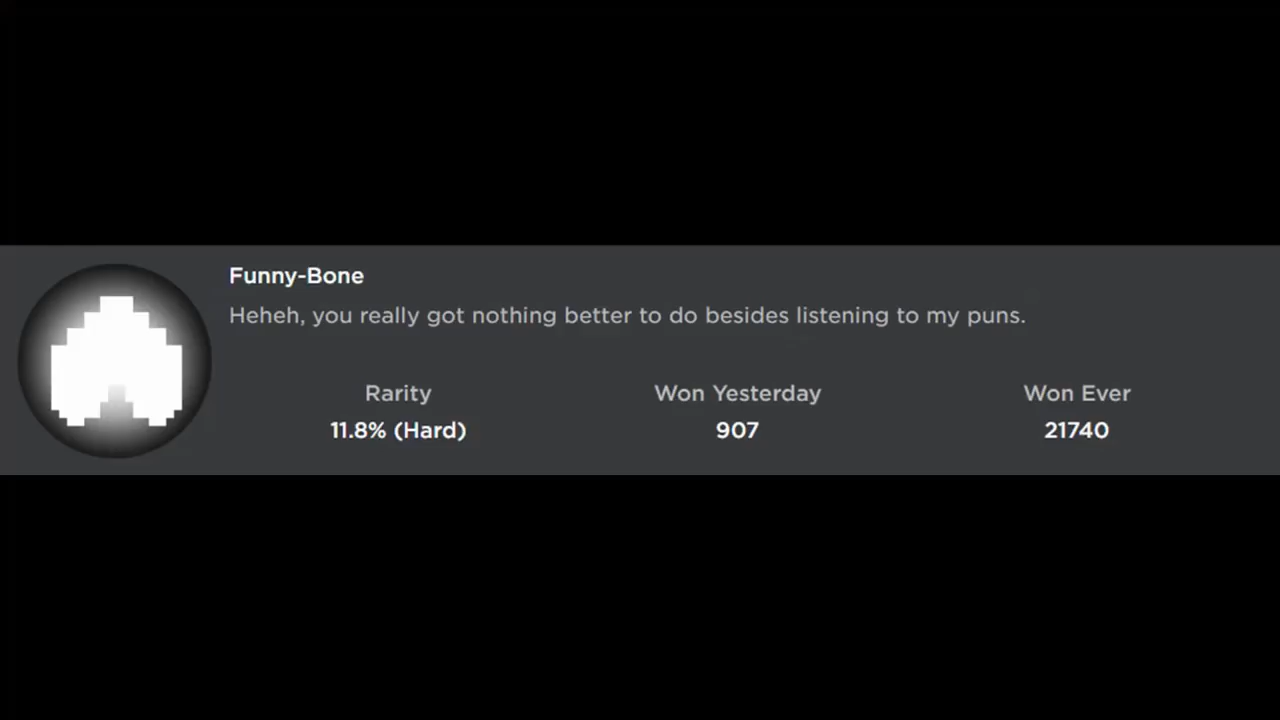 Funny-Bone
Heheh, you really got nothing better to do besides listening to my puns.
Rarity Won Yesterday Won Ever
11.8% (Hard) 907 21740